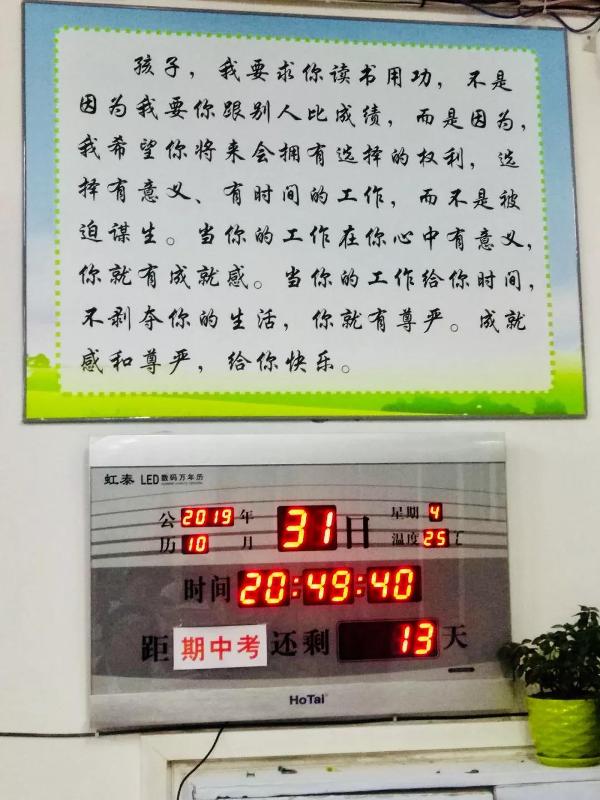 孩子，我要求你读书用功，不是
因为我要你跟别人比成绩，而是因为，
我希望你将来会拥有选择的权利，选
择有意义、有时间的工作，而不是被
迫谋生。当你的工作在你心中有意义，
你就有成就感。当你的工作给你时间，
不剥夺你的生活，你就有尊严。成就
感和尊严，给你快乐。
虹泰 LED数码万年历
公历 2019年 10月 31日 星期 4
温度 25℃
时间 20:49:40
距 期中考 还剩 13 天
HoTai